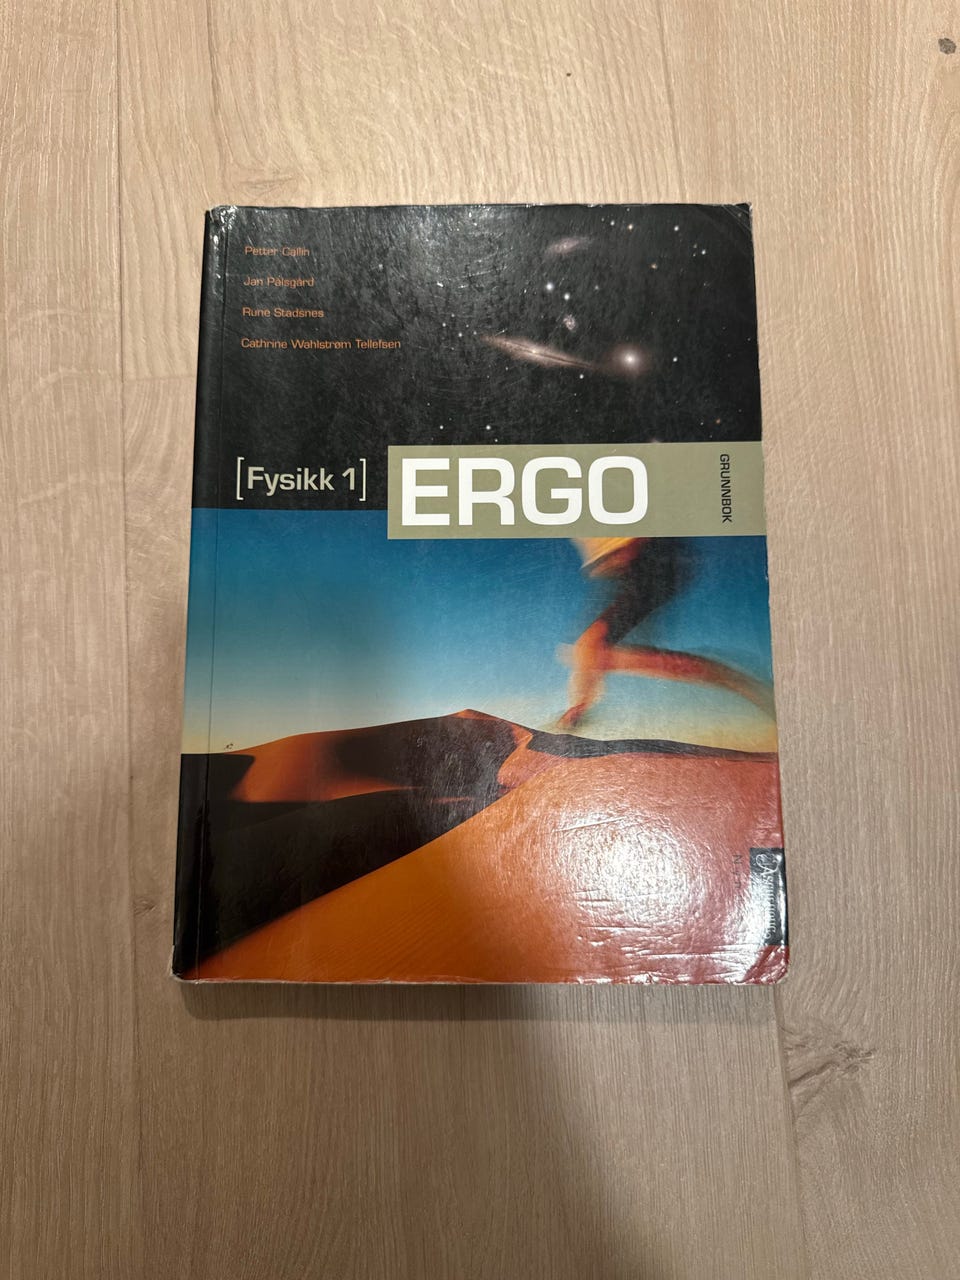 Petter Callin
Jan Pålsgård
Rune Stadsnes
Cathrine Wahlstrøm Tellefsen
[Fysikk 1]
ERGO
GRUNNBOK